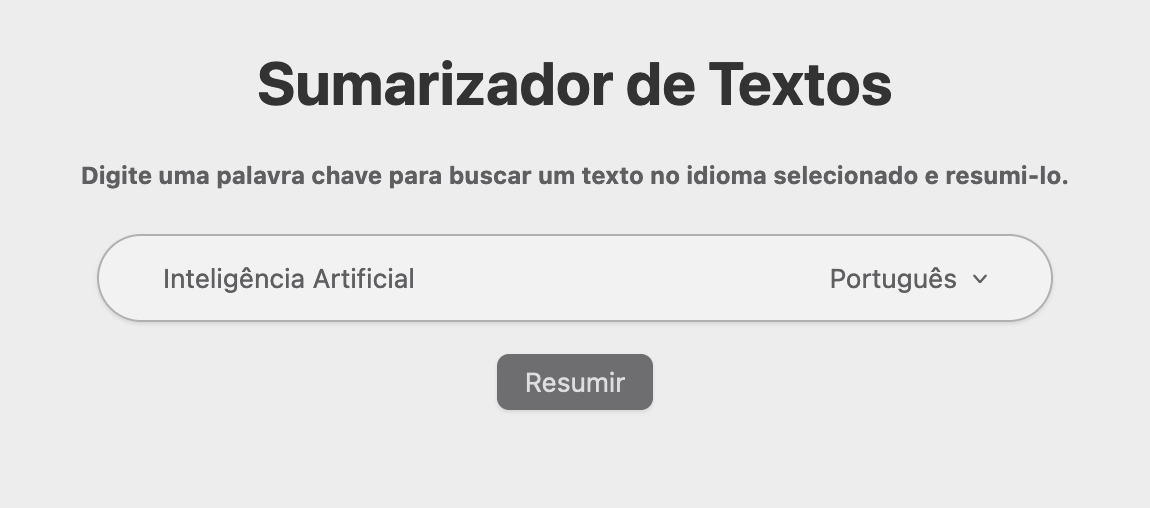 Sumarizador de Textos
Digite uma palavra chave para buscar um texto no idioma selecionado e resumi-lo.
Inteligência Artificial Português
Resumir